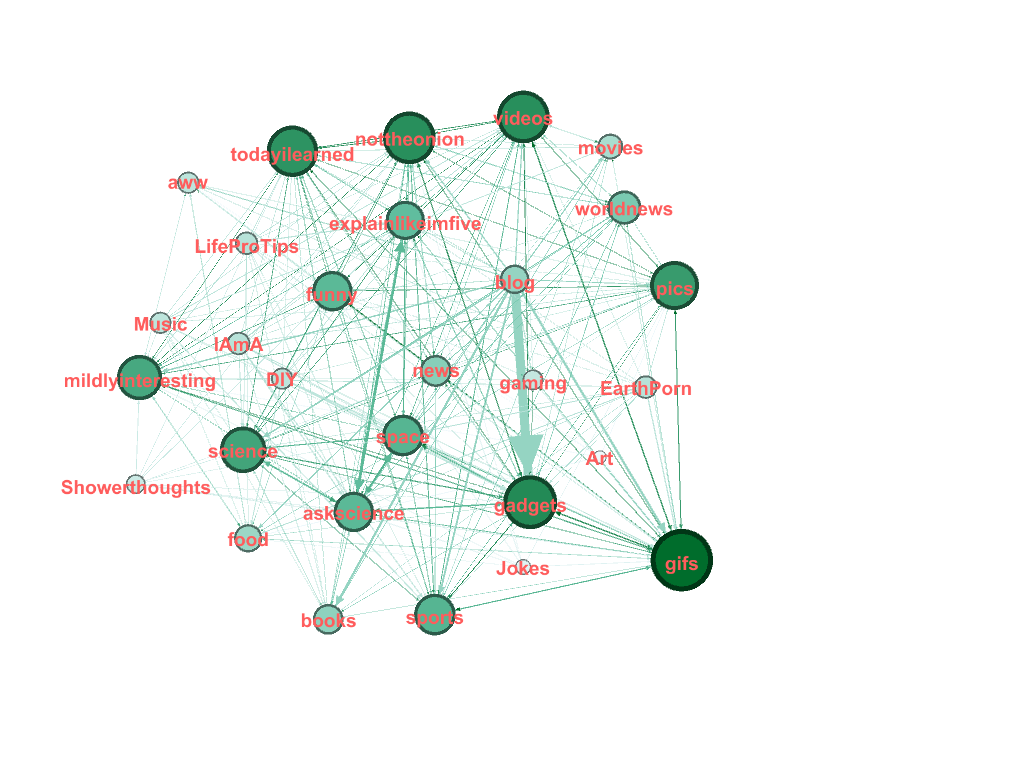 videos
nottheonion
todayilearned
movies
aww
worldnews
explainlikeimfive
LifeProTips
blog
pics
funny
Music
IAmA
news
DIY
mildlyinteresting
gaming
EarthPorn
space
science
Art
Showerthoughts
gadgets
askscience
food
gifs
Jokes
sports
books